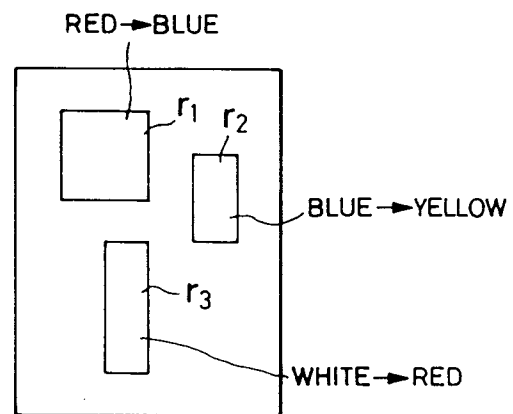 RED→BLUE
r1
r2
BLUE→YELLOW
r3
WHITE→RED